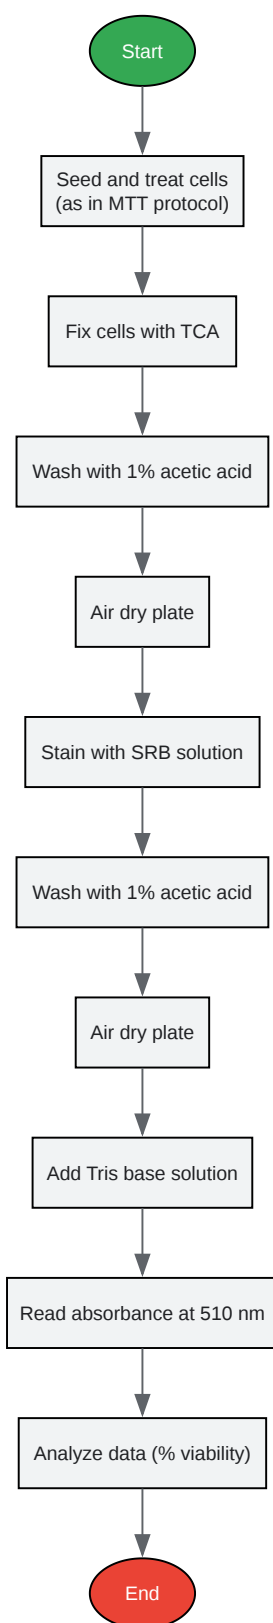 Start
Seed and treat cells
(as in MTT protocol)
Fix cells with TCA
Wash with 1% acetic acid
Air dry plate
Stain with SRB solution
Wash with 1% acetic acid
Air dry plate
Add Tris base solution
Read absorbance at 510 nm
Analyze data (% viability)
End